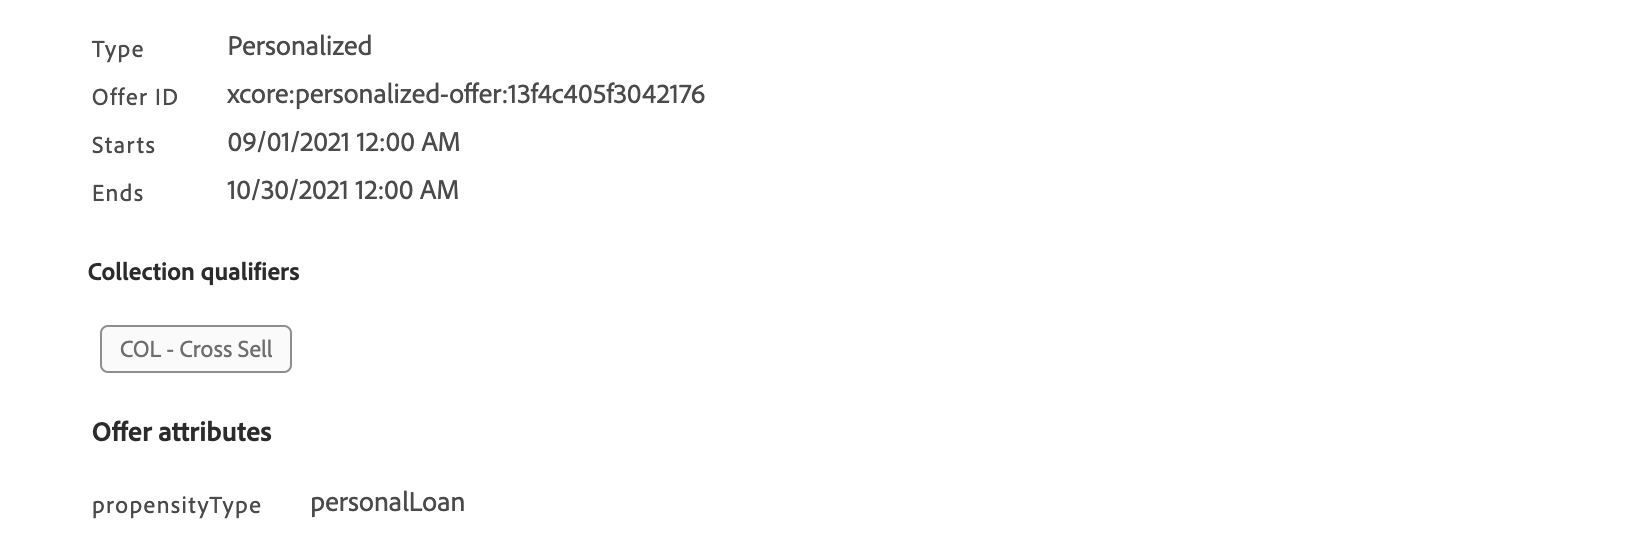 Type Personalized
Offer ID xcore:personalized-offer:13f4c405f3042176
Starts 09/01/2021 12:00 AM
Ends 10/30/2021 12:00 AM
Collection qualifiers
COL - Cross Sell
Offer attributes
propensityType personalLoan